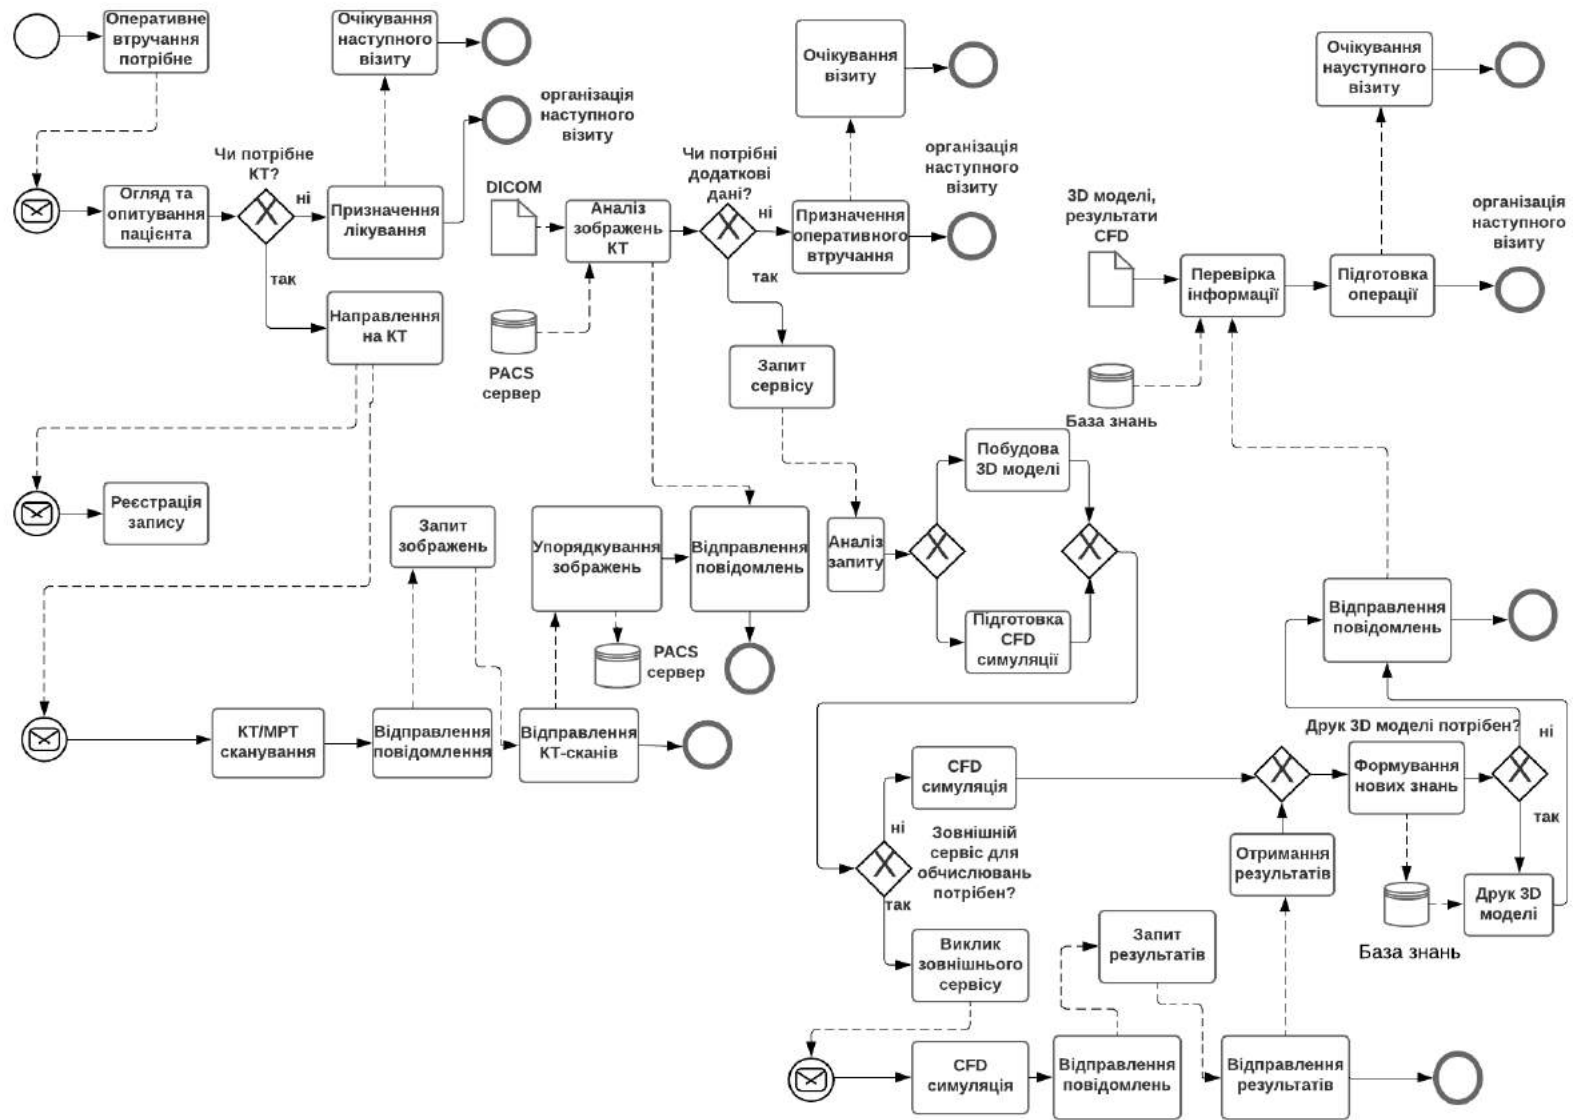 Оперативне
втручання
потрібне
Очікування
наступного
візиту
організація
наступного
візиту
Очікування
візиту
організація
наступного
візиту
Очікування
науступного
візиту
організація
наступного
візиту
Огляд та
опитування
пацієнта
Чи потрібне
КТ?
ні
так
Призначення
лікування
Направлення
на КТ
DICOM
Аналіз
зображень
КТ
PACS
сервер
Чи потрібні
додаткові
дані?
ні
так
Призначення
оперативного
втручання
Запит
сервісу
3D моделі,
результати
CFD
Перевірка
інформації
Підготовка
операції
База знань
Реєстрація
запису
Запит
зображень
Упорядкування
зображень
Відправлення
повідомлень
PACS
сервер
Аналіз
запиту
Побудова
3D моделі
Підготовка
CFD
симуляції
Відправлення
повідомлень
КТ/МРТ
сканування
Відправлення
повідомлення
Відправлення
КТ-сканів
CFD
симуляція
ні
Зовнішній
сервіс для
обчислювань
потрібен?
так
Виклик
зовнішнього
сервісу
Друк 3D моделі потрібен?
ні
Формування
нових знань
так
Отримання
результатів
База знань
Друк 3D
моделі
Запит
результатів
CFD
симуляція
Відправлення
повідомлень
Відправлення
результатів